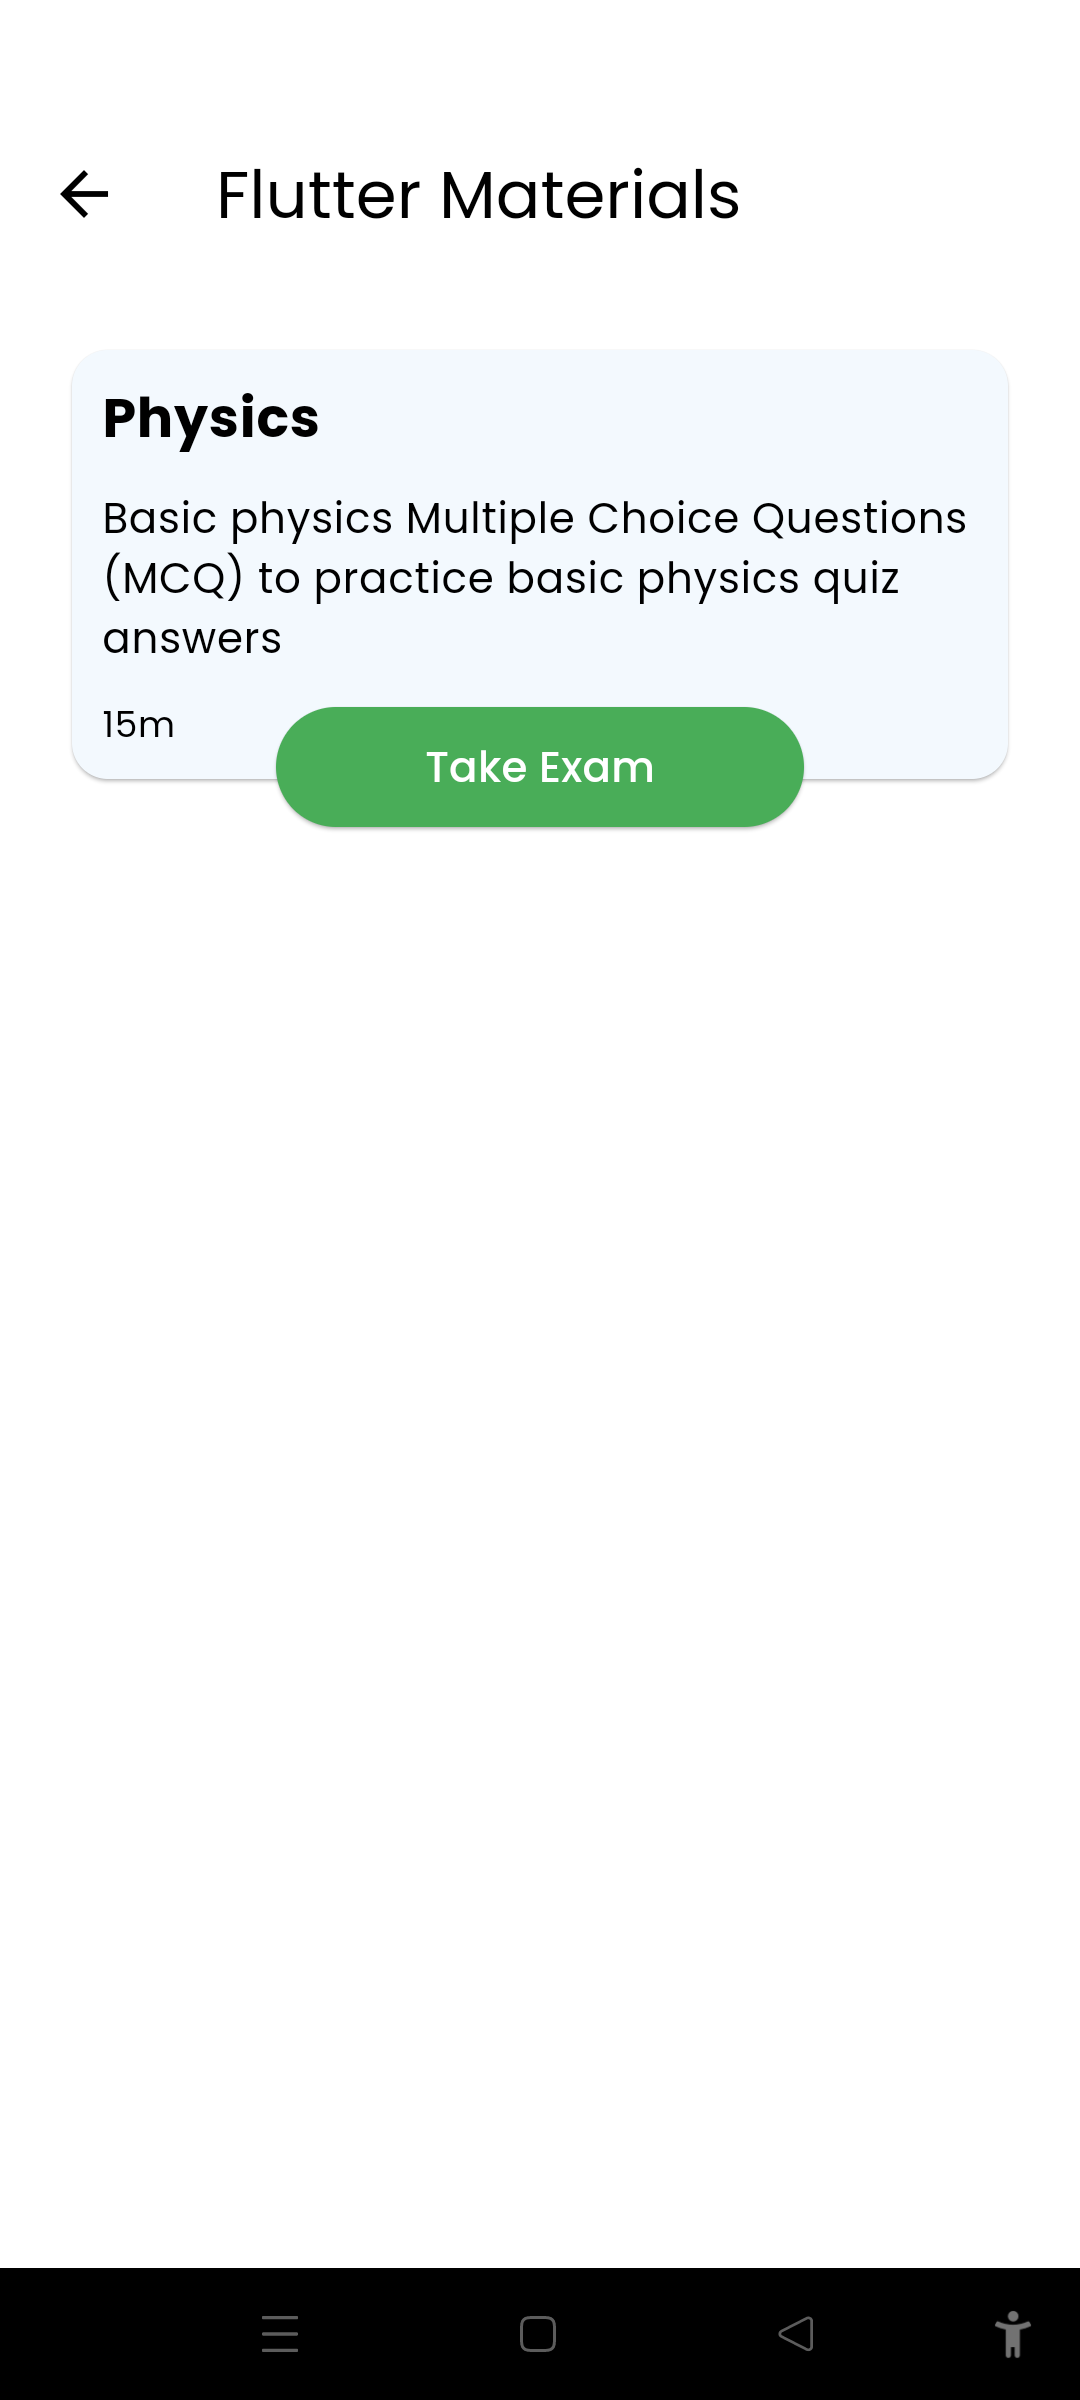 Flutter Materials
Physics
Basic physics Multiple Choice Questions
(MCQ) to practice basic physics quiz
answers
15m
Take Exam